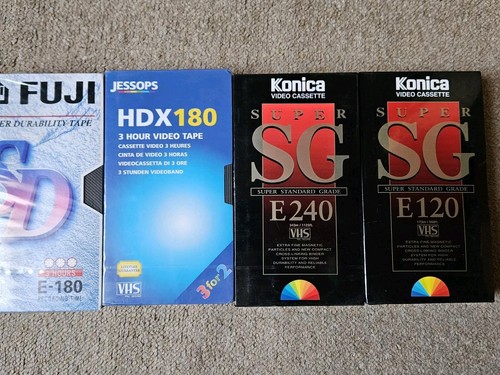 FUJI
ER DURABILITY TAPE
3 HOURS
E-180
JESSOPS
HDX180
3 HOUR VIDEO TAPE
CASSETTE VIDEO 3 HEURES
CINTA DE VIDEO 3 HORAS
VIDEOCASSETTA DI 3 ORE
3 STUNDEN VIDEOBAND
VHS
3 for 2
Konica
VIDEO CASSETTE
SUPER
SG
SUPER STANDARD GRADE
E240
VHS
EXTRA FINE MAGNETIC
PARTICLES AND NEW COMPACT
CROSS-LINKING BINDER
SYSTEM FOR HIGH
DURABILITY AND RELIABLE
PERFORMANCE
Konica
VIDEO CASSETTE
SUPER
SG
SUPER STANDARD GRADE
E120
VHS
EXTRA FINE MAGNETIC
PARTICLES AND NEW COMPACT
CROSS-LINKING BINDER
SYSTEM FOR HIGH
DURABILITY AND RELIABLE
PERFORMANCE